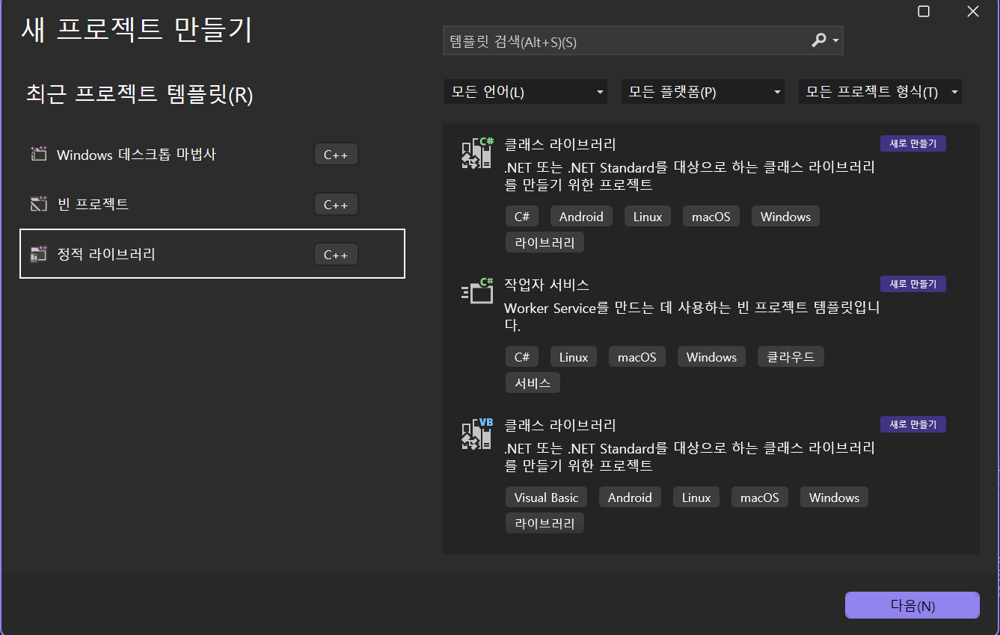 새 프로젝트 만들기
최근 프로젝트 템플릿(R)
Windows 데스크톱 마법사 C++
빈 프로젝트 C++
정적 라이브러리 C++
템플릿 검색(Alt+S)(S)
모든 언어(L) 모든 플랫폼(P) 모든 프로젝트 형식(T)
C# 클래스 라이브러리 새로 만들기
.NET 또는 .NET Standard를 대상으로 하는 클래스 라이브러리
를 만들기 위한 프로젝트
C# Android Linux macOS Windows
라이브러리
C# 작업자 서비스 새로 만들기
Worker Service를 만드는 데 사용하는 빈 프로젝트 템플릿입니
다.
C# Linux macOS Windows 클라우드
서비스
VB 클래스 라이브러리 새로 만들기
.NET 또는 .NET Standard를 대상으로 하는 클래스 라이브러리
를 만들기 위한 프로젝트
Visual Basic Android Linux macOS Windows
라이브러리
다음(N)